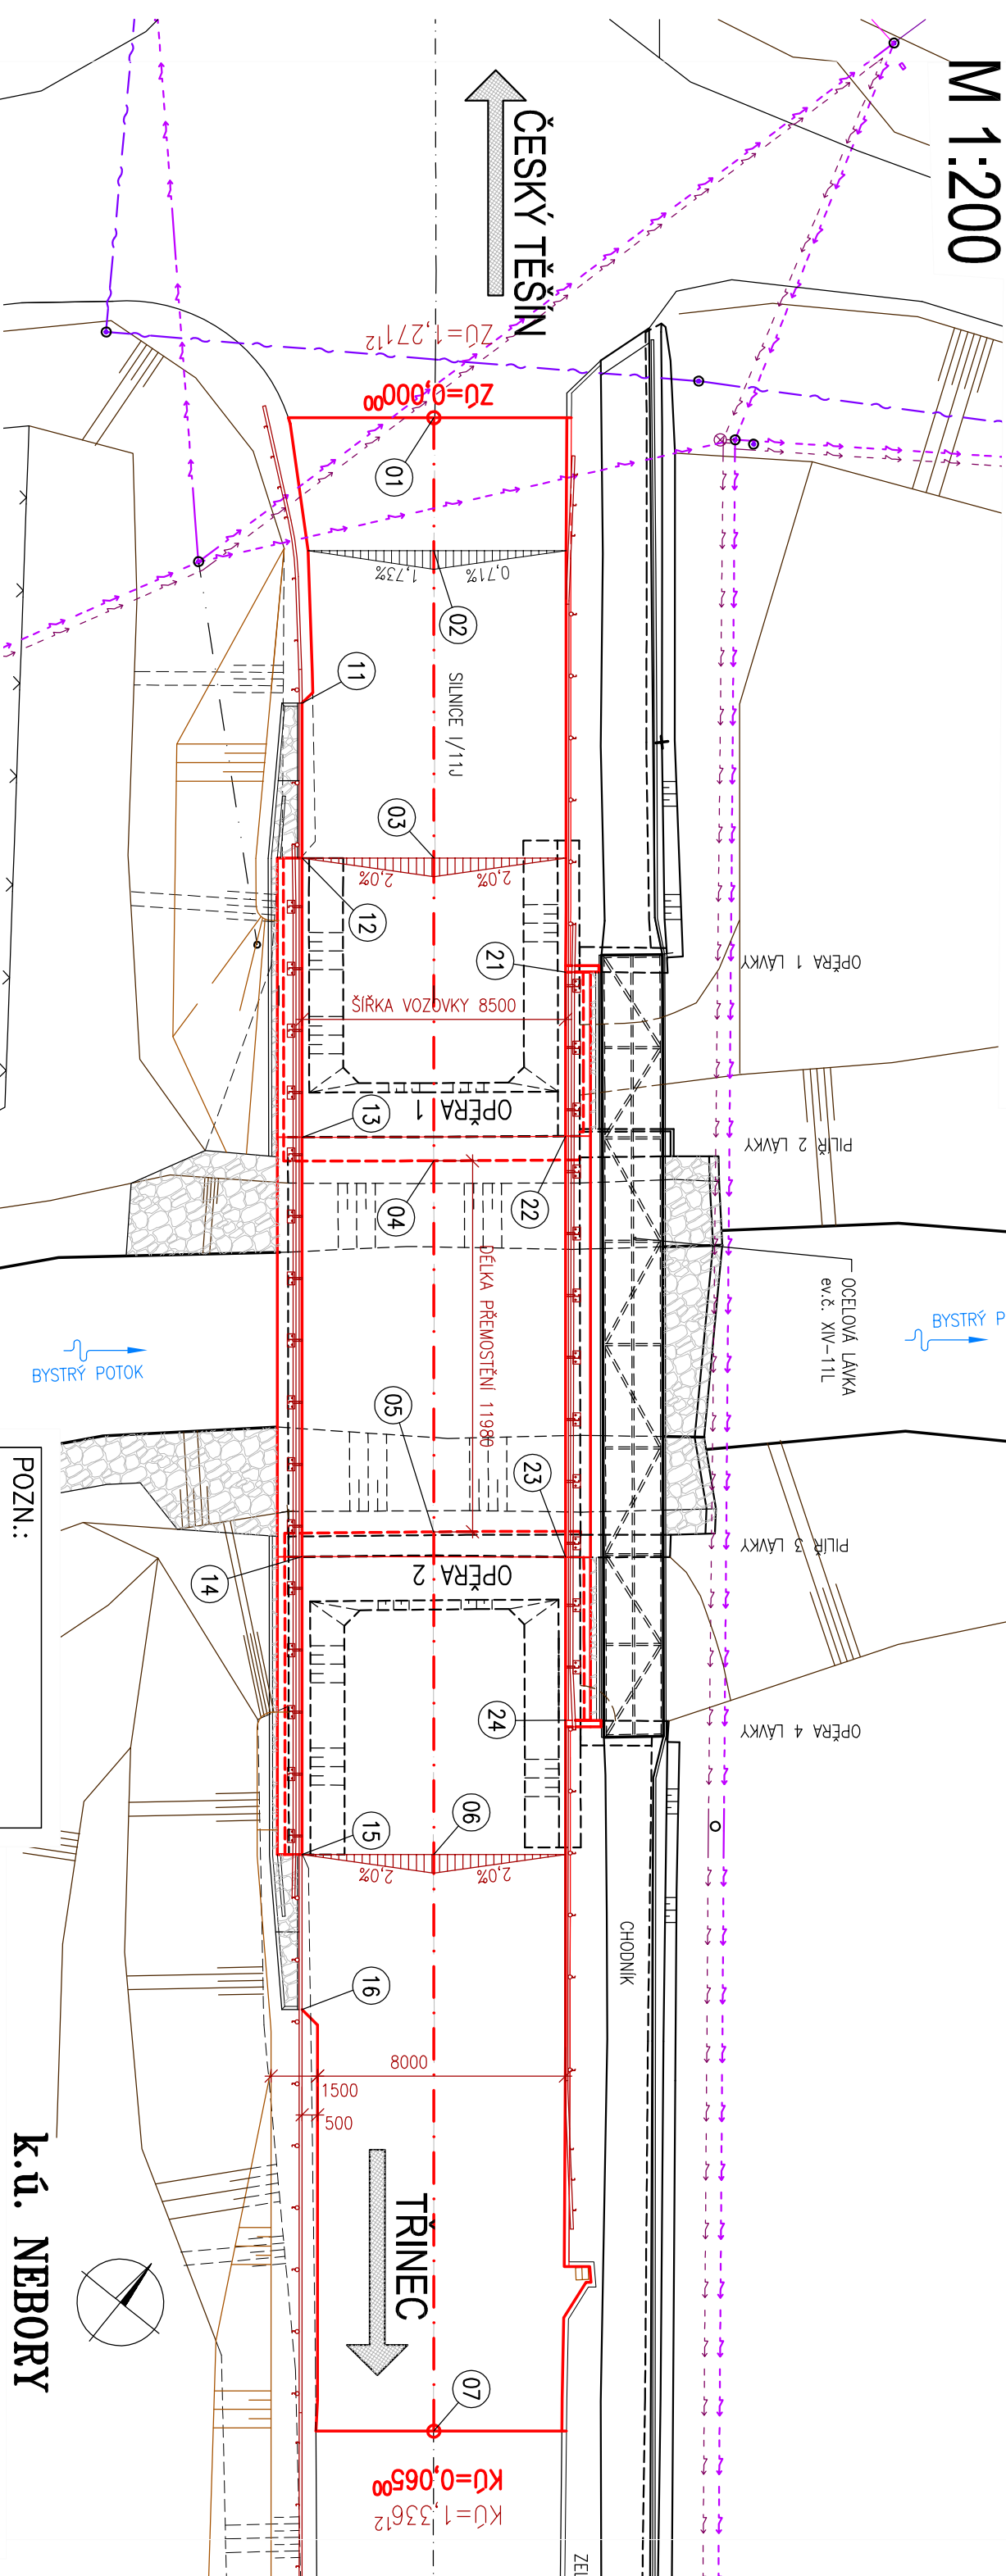 M 1:200
ČESKÝ TĚŠÍN
ZÚ=1,271¹²
ZÚ=0,000⁰⁰
01
1,73%
0,71%
02
11
SILNICE I/11J
03
2,0%
2,0%
12
21
OPĚRA 1 LÁVKY
ŠÍŘKA VOZOVKY 8500
OPĚRA 1
13
PILÍŘ 2 LÁVKY
04
22
DÉLKA PŘEMOSTĚNÍ 11980
OCELOVÁ LÁVKA
ev.č. XIV-11L
BYSTRÝ P
BYSTRÝ POTOK
05
23
POZN.:
PILÍŘ 3 LÁVKY
OPĚRA 2
14
24
OPĚRA 4 LÁVKY
15
06
2,0%
2,0%
CHODNÍK
16
8000
1500
500
TŘINEC
k.ú. NEBORY
07
KÚ=0,065⁰⁰
KÚ=1,336¹²
ZEL